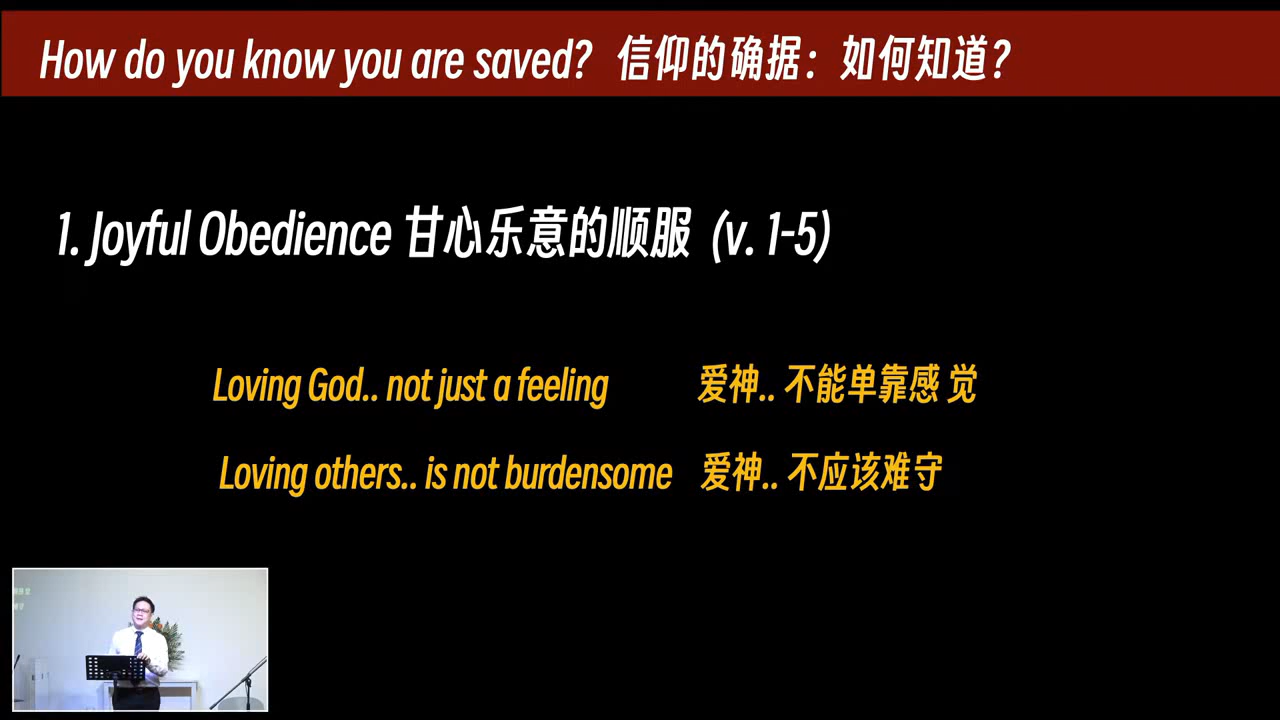 How do you know you are saved? 信仰的确据：如何知道？
1. Joyful Obedience 甘心乐意的顺服 (v. 1-5)
Loving God.. not just a feeling 爱神.. 不能单靠感 觉
Loving others.. is not burdensome 爱神.. 不应该难守